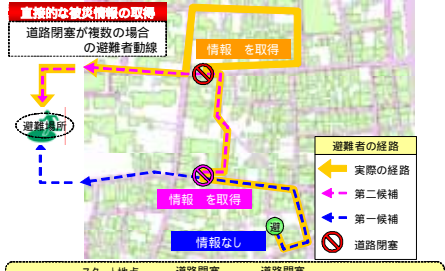 直接的な被災情報の取得
道路閉塞が複数の場合
の避難者動線
情報 を取得
避難場所
避難者の経路
実際の経路
第二候補
第一候補
道路閉塞
情報 を取得
避
情報なし